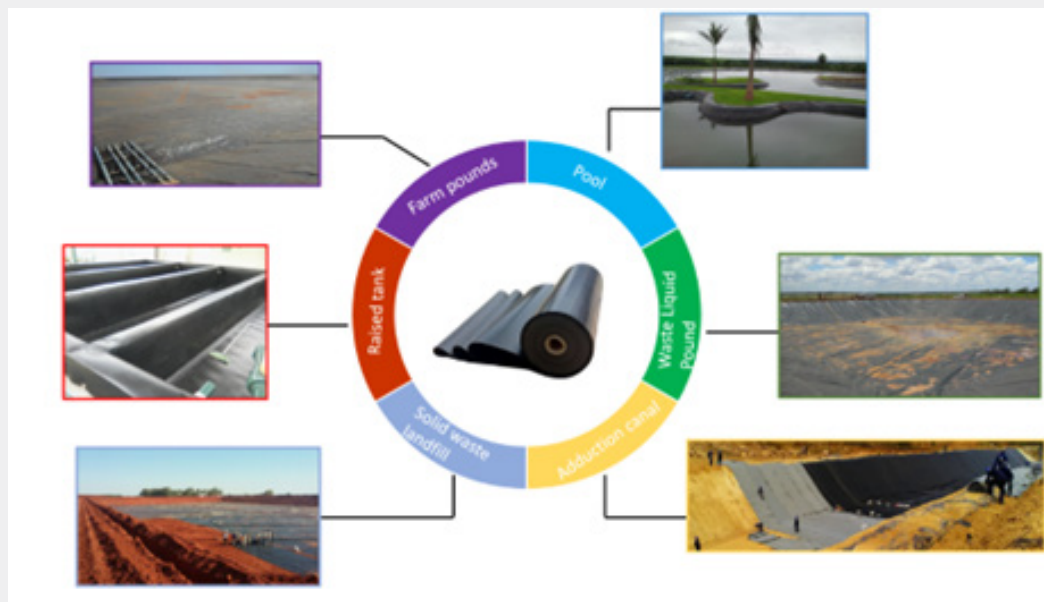 Farm pounds
Pool
Raised tank
Waste Liquid
Pound
Solid waste
landfill
Adduction canal